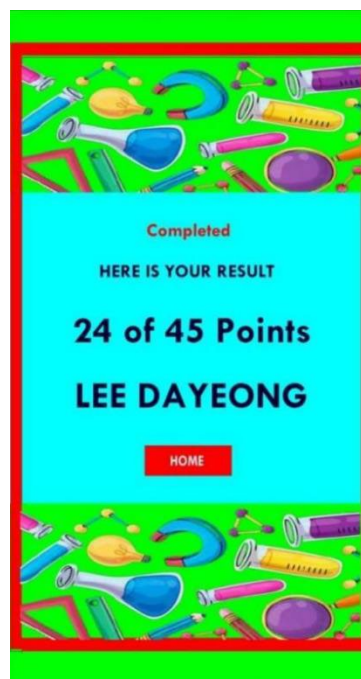 Completed
HERE IS YOUR RESULT
24 of 45 Points
LEE DAYEONG
HOME